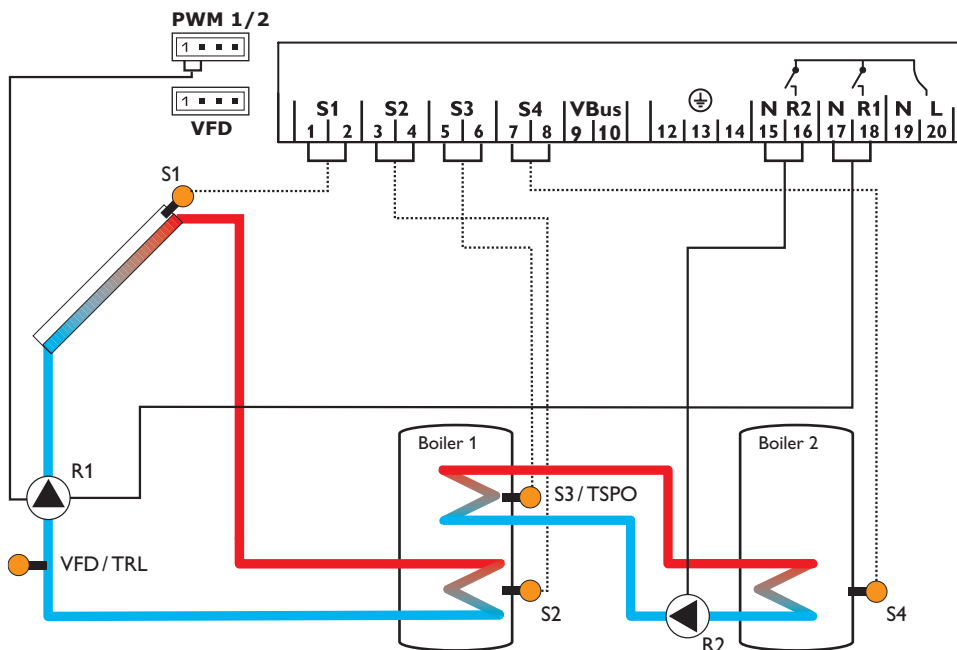 PWM 1/2
1
1
VFD
S1 S2 S3 S4 VBus N R2 N R1 N L
1 2 3 4 5 6 7 8 9 10 12 13 14 15 16 17 18 19 20
S1
Boiler 1
Boiler 2
R1
S3 / TSPO
VFD / TRL
S2
R2
S4